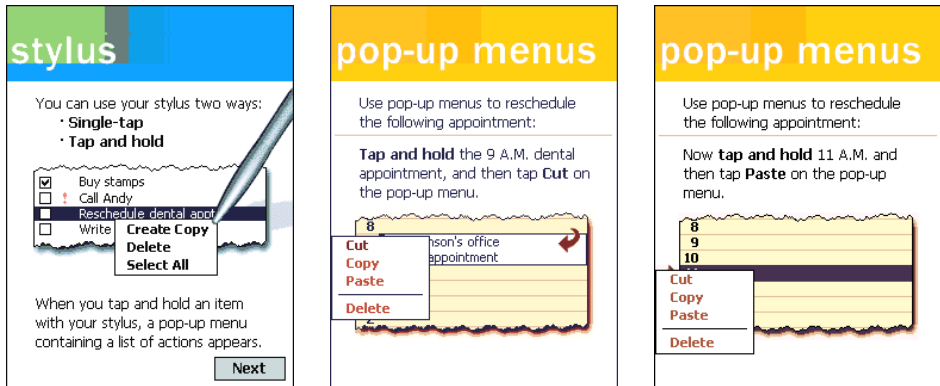 stylus
You can use your stylus two ways:
· Single-tap
· Tap and hold
Buy stamps
! Call Andy
Reschedule dental appt
Write
Create Copy
Delete
Select All
When you tap and hold an item
with your stylus, a pop-up menu
containing a list of actions appears.
Next
pop-up menus
Use pop-up menus to reschedule
the following appointment:
Tap and hold the 9 A.M. dental
appointment, and then tap Cut on
the pop-up menu.
8
nson's office
appointment
Cut
Copy
Paste
Delete
pop-up menus
Use pop-up menus to reschedule
the following appointment:
Now tap and hold 11 A.M. and
then tap Paste on the pop-up
menu.
8
9
10
Cut
Copy
Paste
Delete